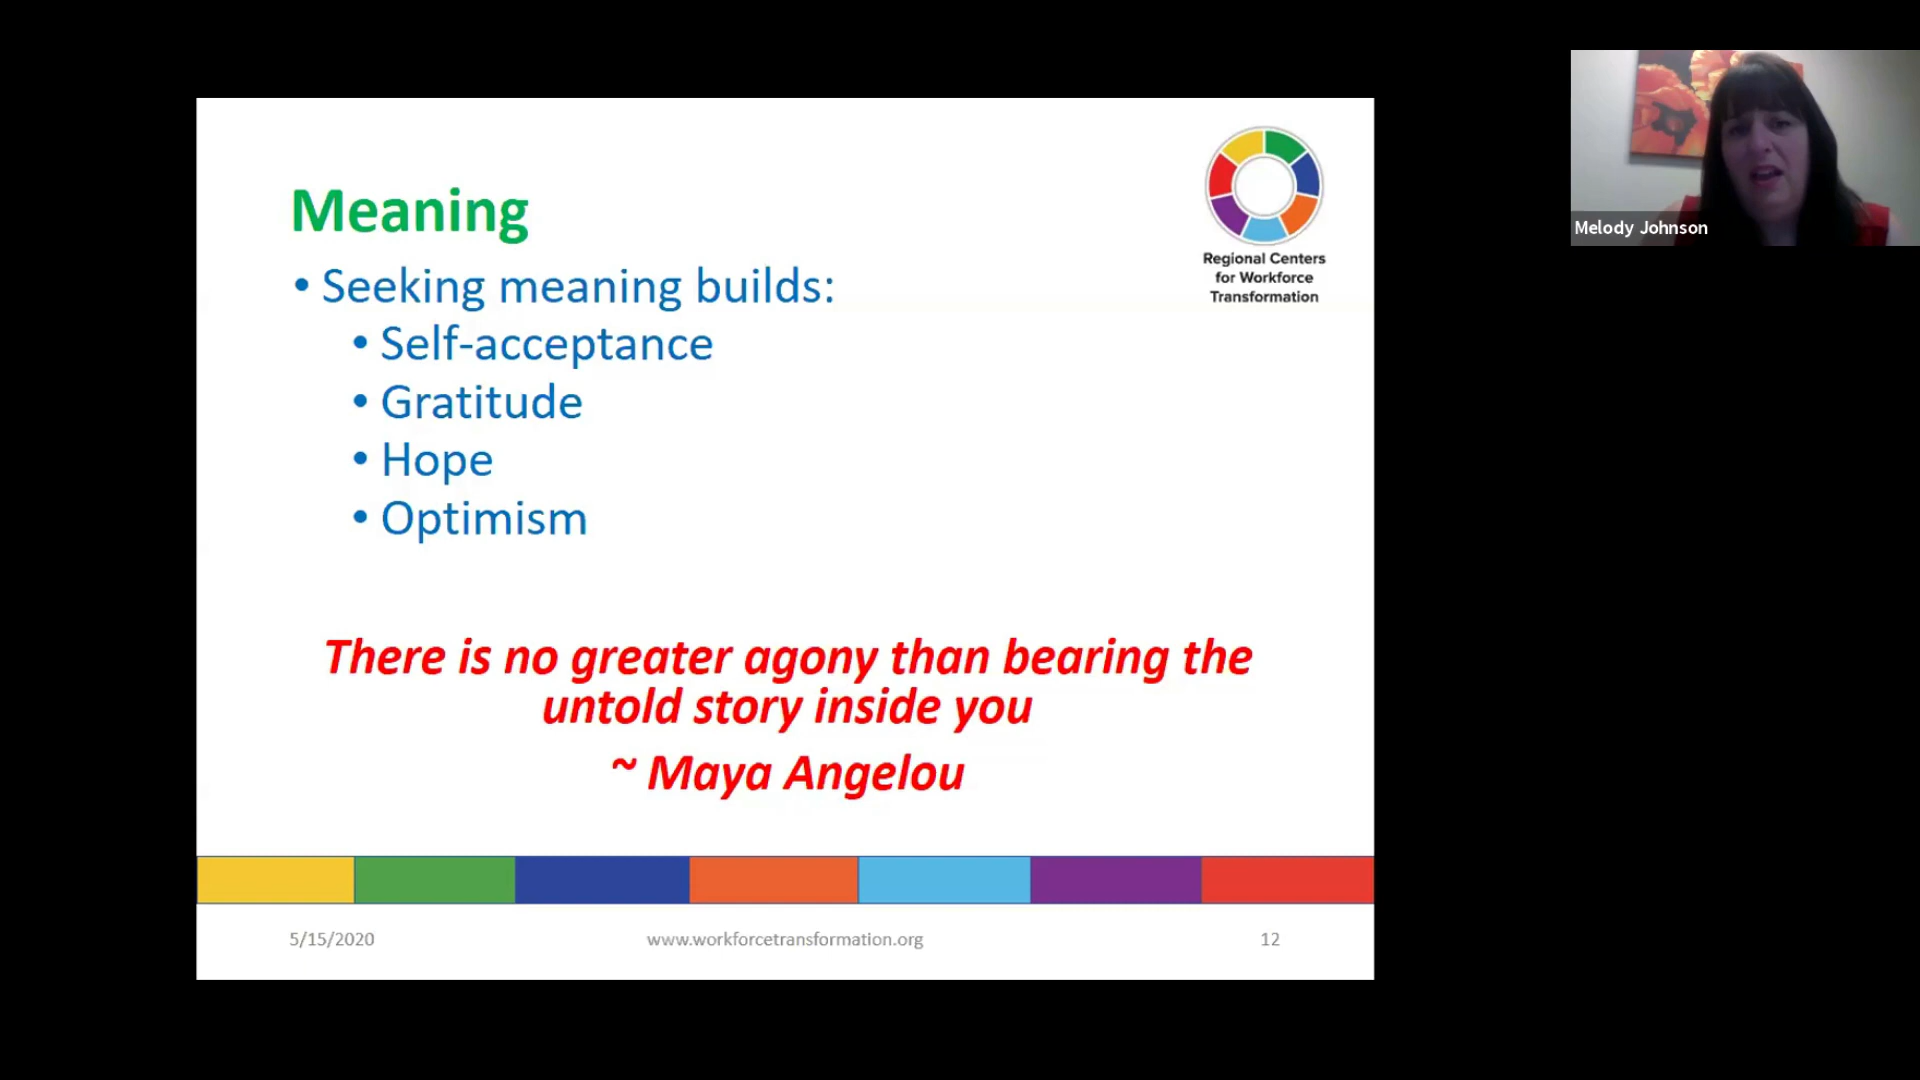 Meaning
• Seeking meaning builds:
• Self-acceptance
• Gratitude
• Hope
• Optimism
There is no greater agony than bearing the
untold story inside you
~ Maya Angelou
Regional Centers
for Workforce
Transformation
5/15/2020
www.workforcetransformation.org
12
Melody Johnson